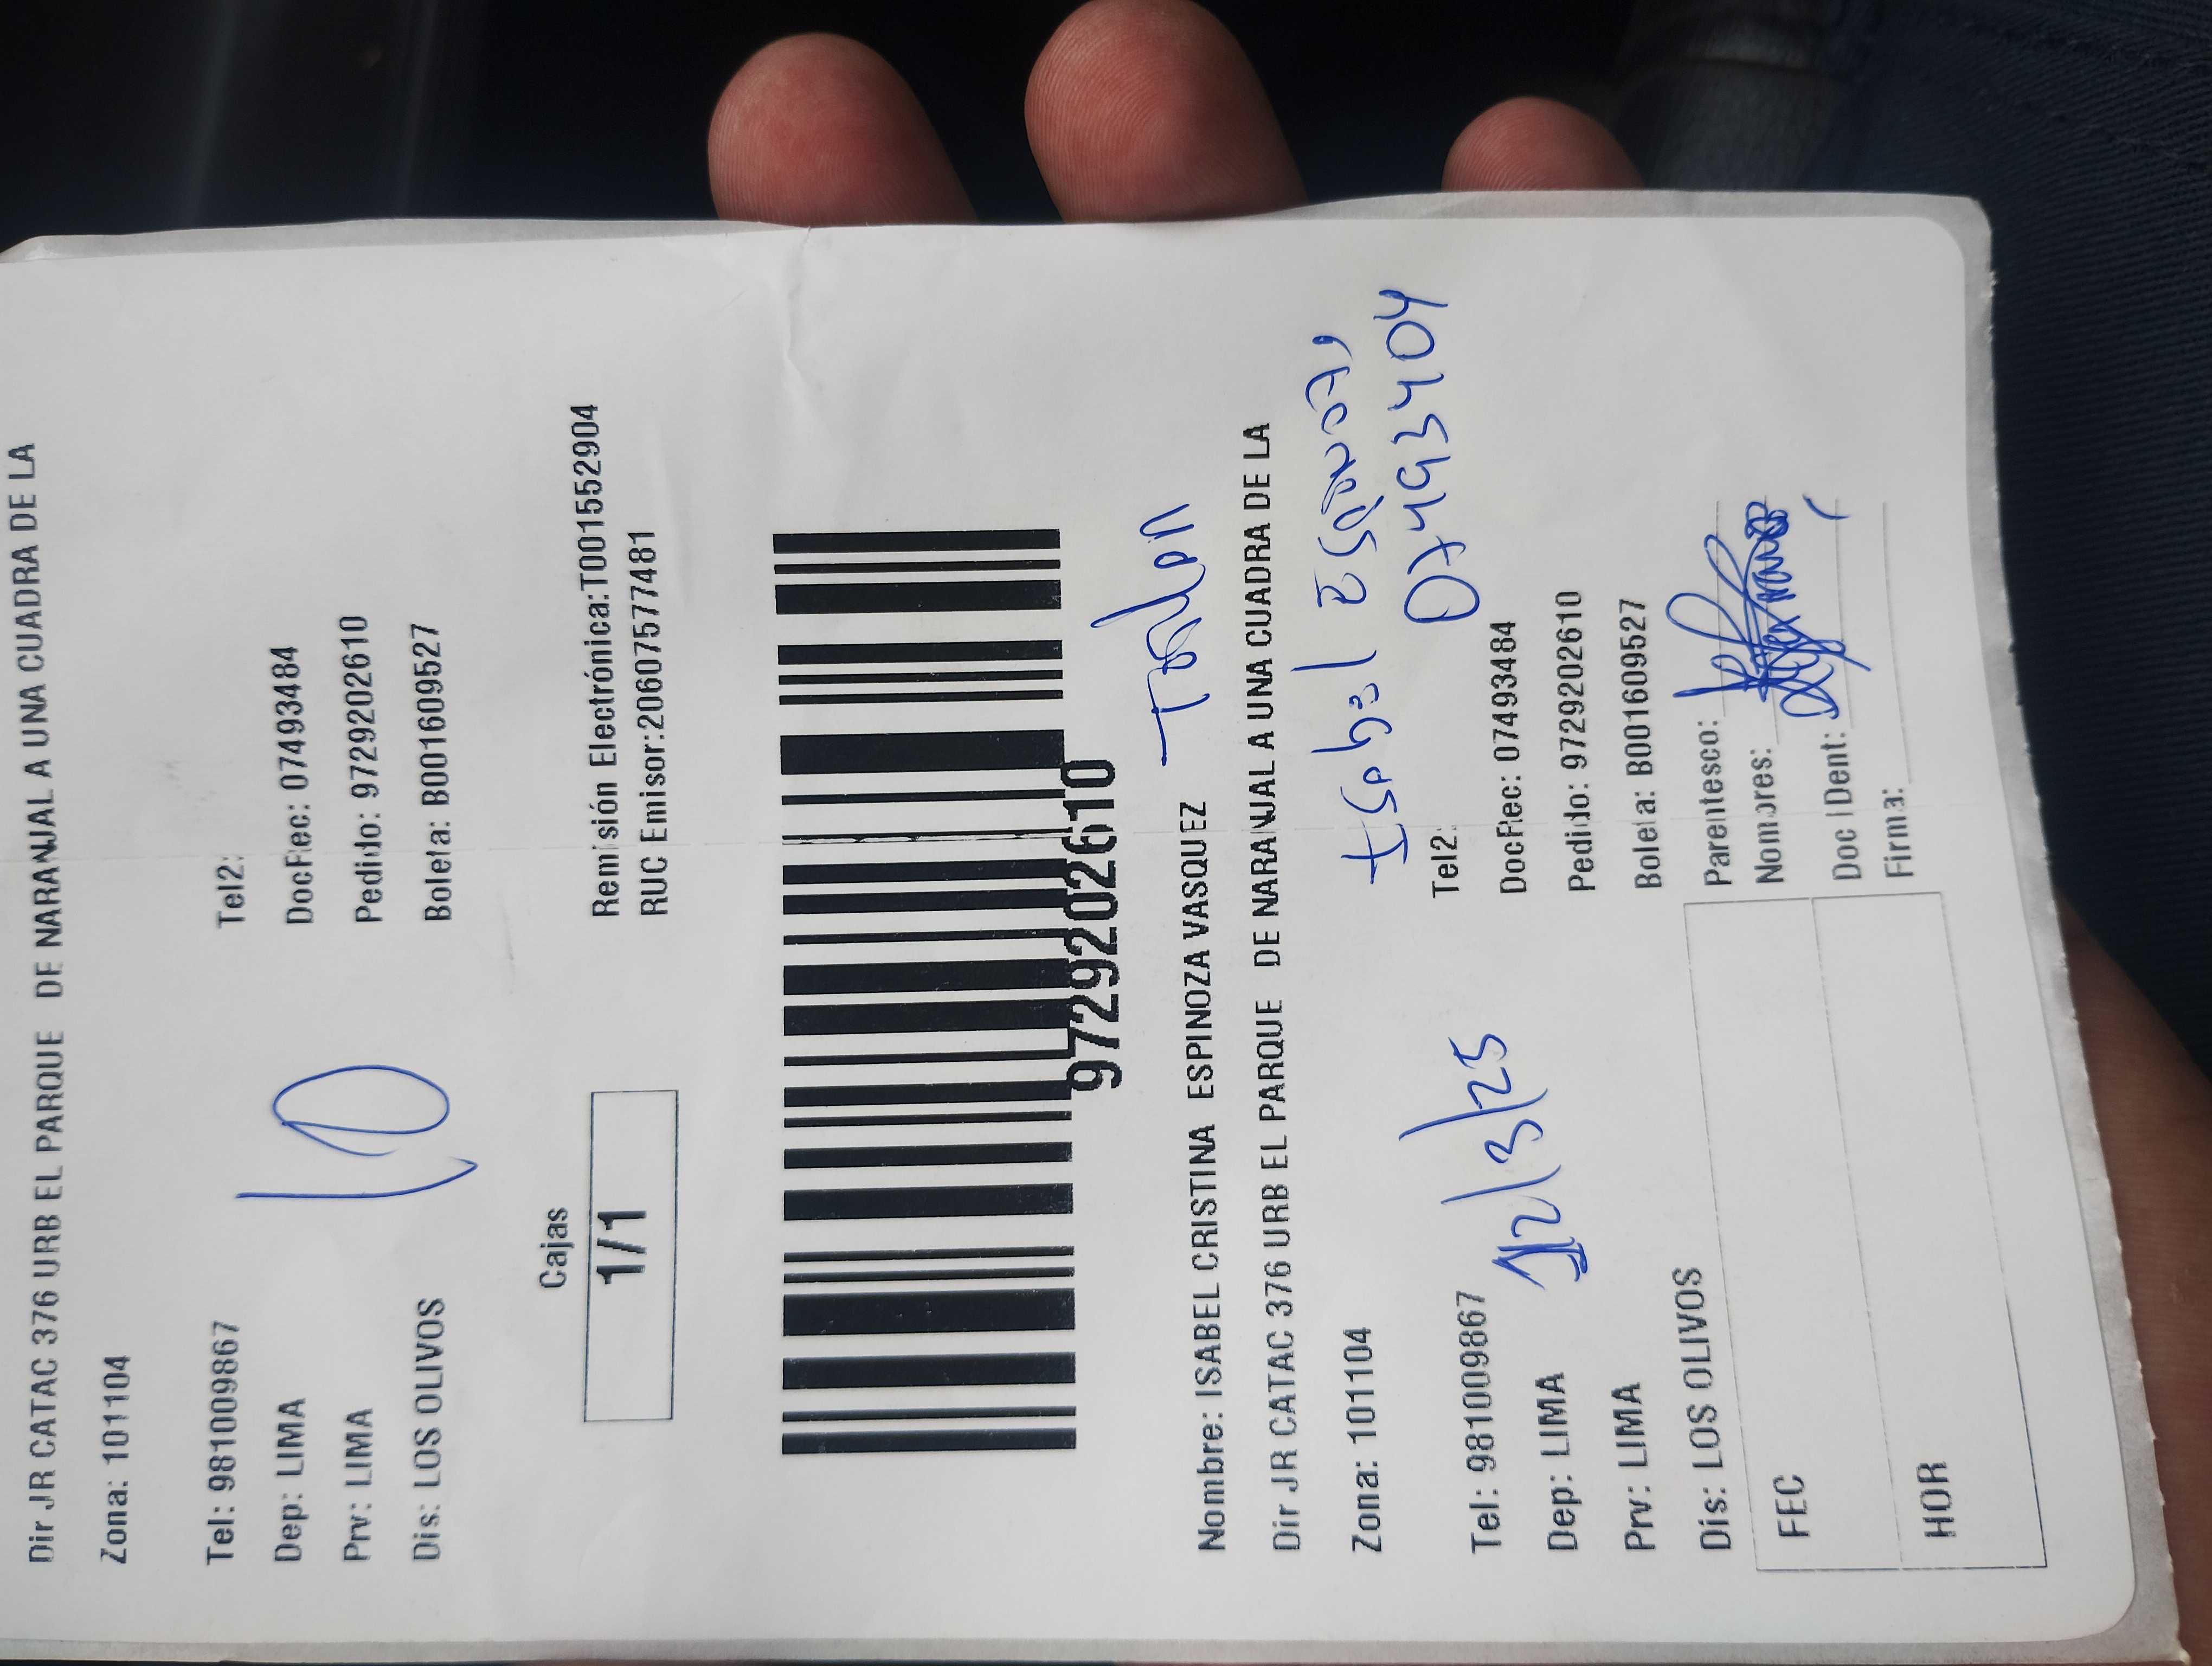 Dir JR CATAC 376 URB EL PARQUE DE NARANJAL A UNA CUADRA DE LA
Zona: 101104
Tel: 981009867
Tel2:
Dep: LIMA
DocRec: 07493484
Prv: LIMA
Pedido: 972920261​0
Dis: LOS OLIVOS
Boleta: B001609527
10
Cajas
1/1
Remisión Electrónica:T001552904
RUC Emisor:20607577481
9729202610
Nombre: ISABEL CRISTINA ESPINOZA VASQUEZ
Dir JR CATAC 376 URB EL PARQUE DE NARANJAL A UNA CUADRA DE LA
Isabel Espinoza
07493404
Zona: 101104
Tel: 981009867
Tel2:
12/3/25
Dep: LIMA
DocRec: 07493484
Prv: LIMA
Pedido: 9729202610
Dis: LOS OLIVOS
Boleta: B001609527
FEC
HOR
Parentesco:
Nombres:
Doc IDent:
Firma: